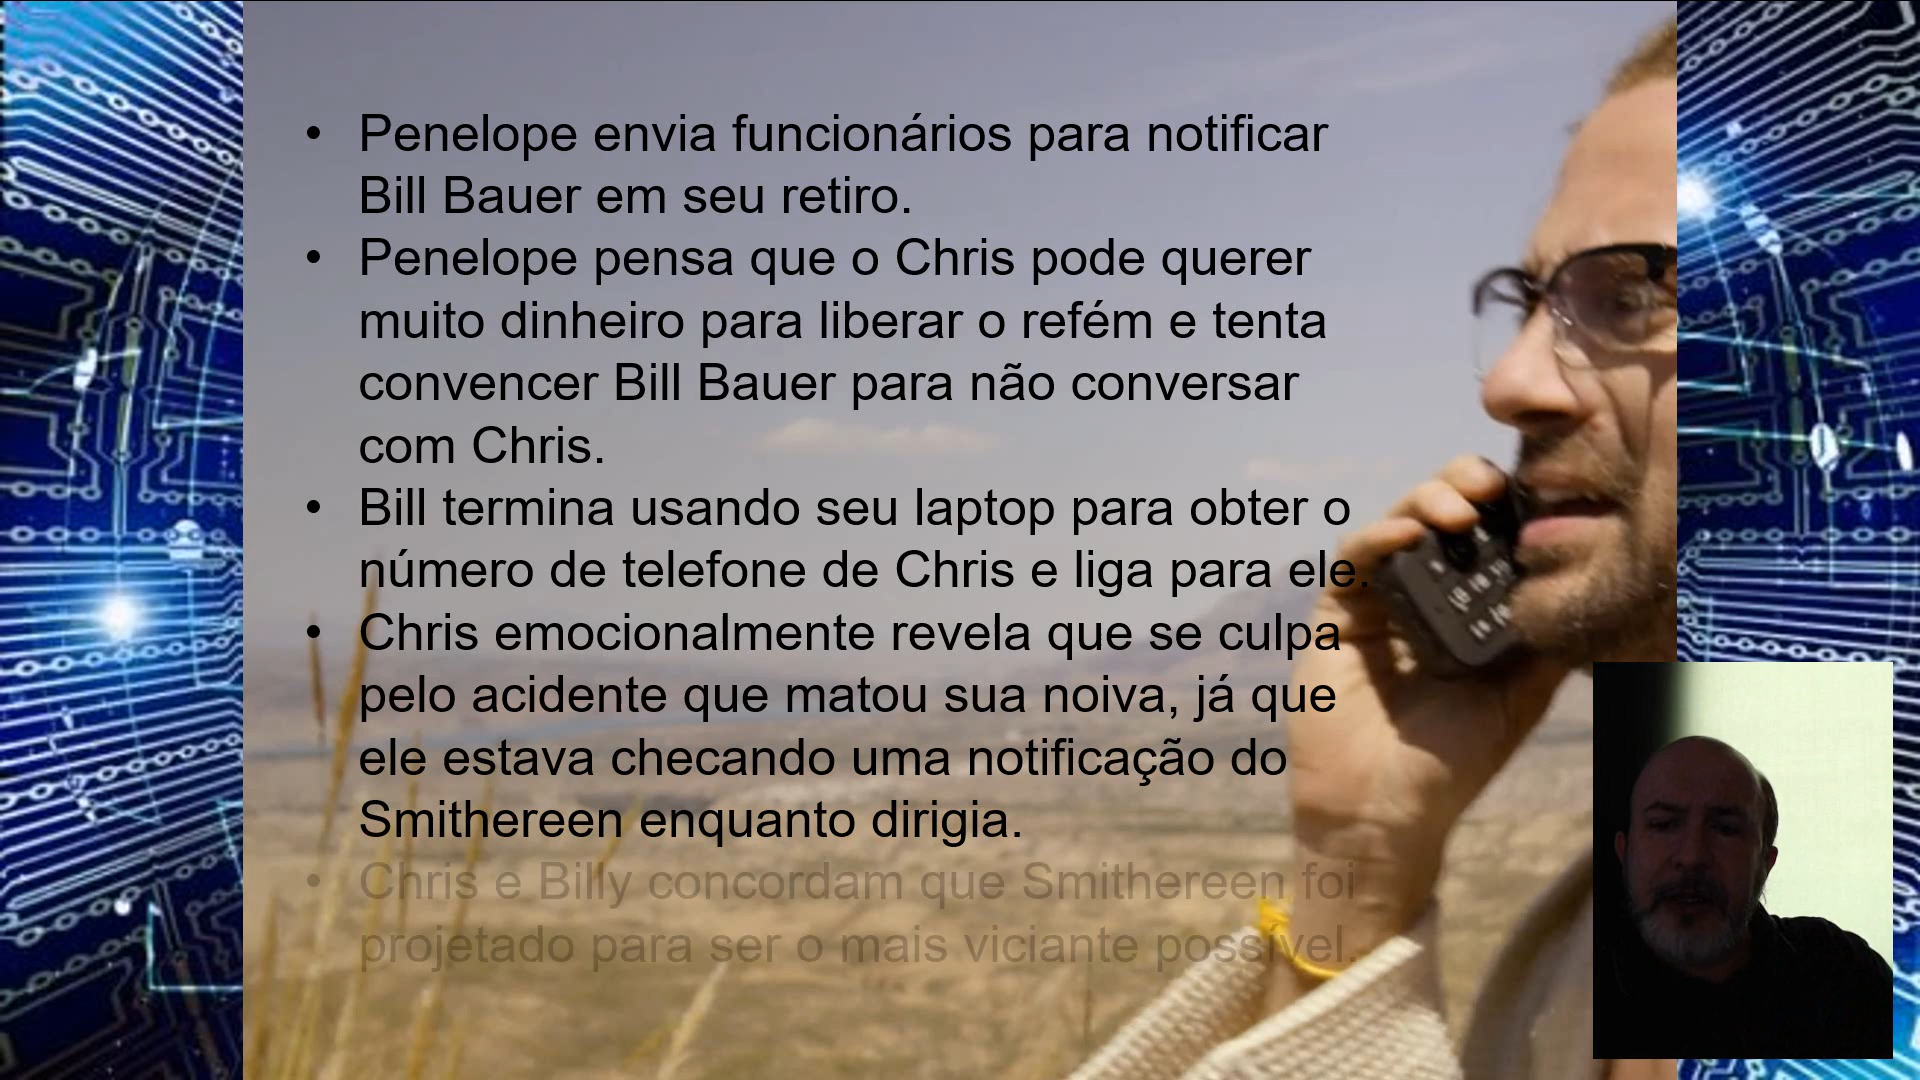 • Penelope envia funcionários para notificar
Bill Bauer em seu retiro.
• Penelope pensa que o Chris pode querer
muito dinheiro para liberar o refém e tenta
convencer Bill Bauer para não conversar
com Chris.
• Bill termina usando seu laptop para obter o
número de telefone de Chris e liga para ele.
• Chris emocionalmente revela que se culpa
pelo acidente que matou sua noiva, já que
ele estava checando uma notificação do
Smithereen enquanto dirigia.
• Chris e Billy concordam que Smithereen foi
projetado para ser o mais viciante possível.